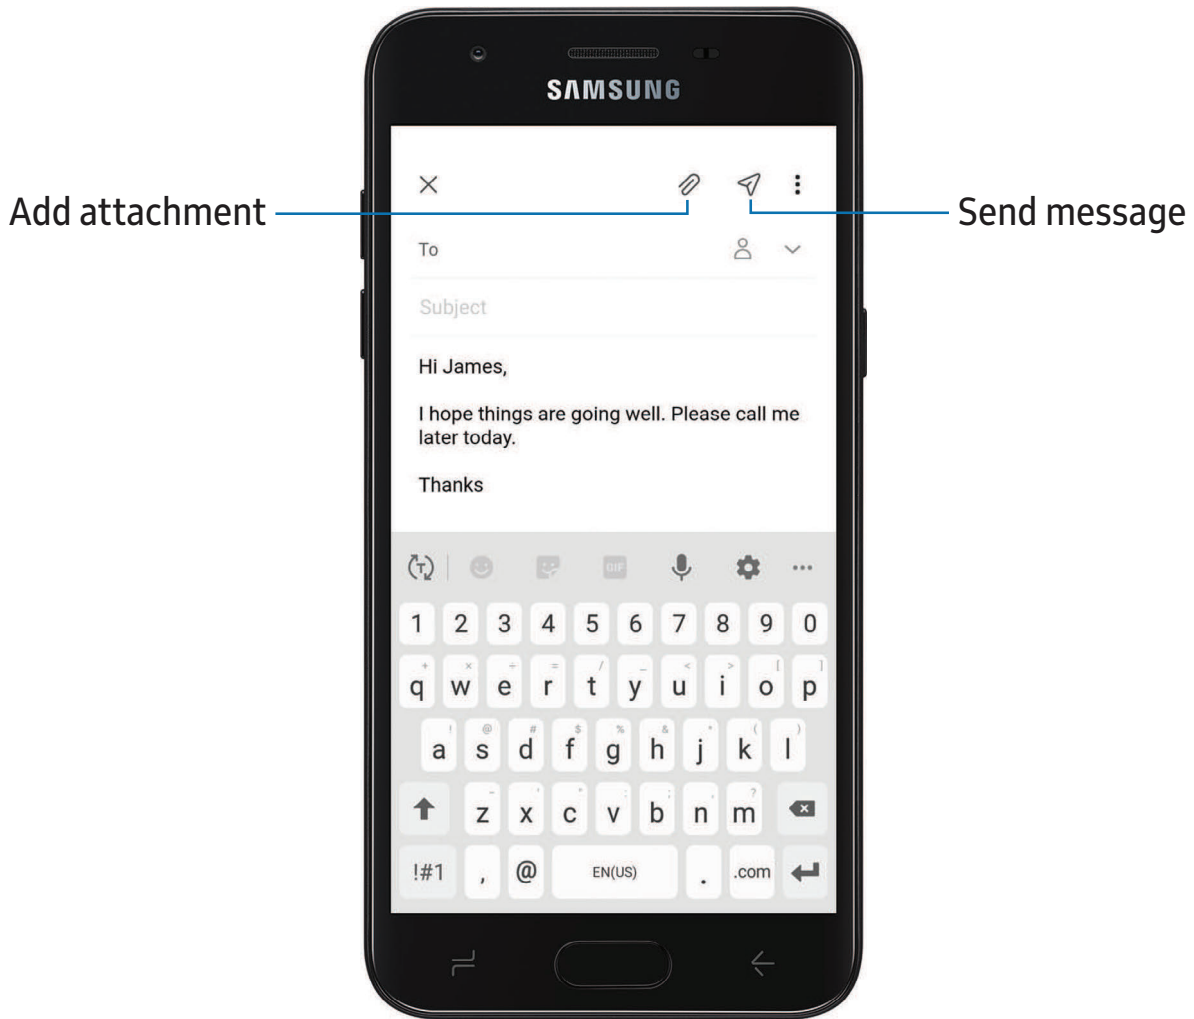 SAMSUNG
Add attachment
Send message
To
Subject
Hi James,
I hope things are going well. Please call me
later today.
Thanks
T
GIF
1 2 3 4 5 6 7 8 9 0
+ × ÷ = / _ < > [ ]
q w e r t y u i o p
! @ # $ % & * ( )
a s d f g h j k l
- ' " : ; , ?
z x c v b n m
!#1 , @ EN(US) . .com